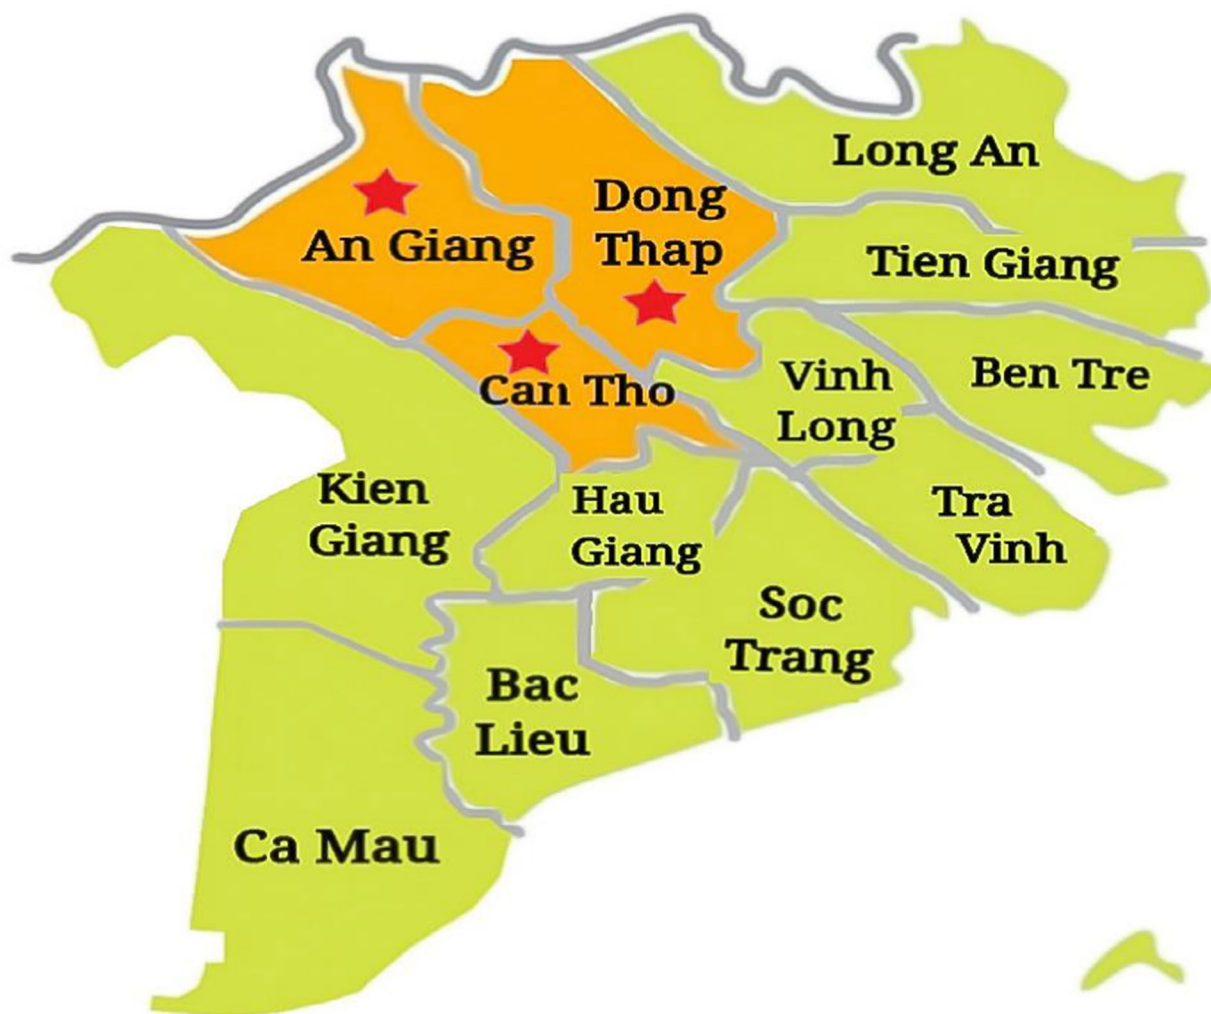 Long An
Dong
Thap
An Giang
Tien Giang
Can Tho
Vinh
Long
Ben Tre
Kien
Giang
Hau
Giang
Tra
Vinh
Soc
Trang
Bac
Lieu
Ca Mau